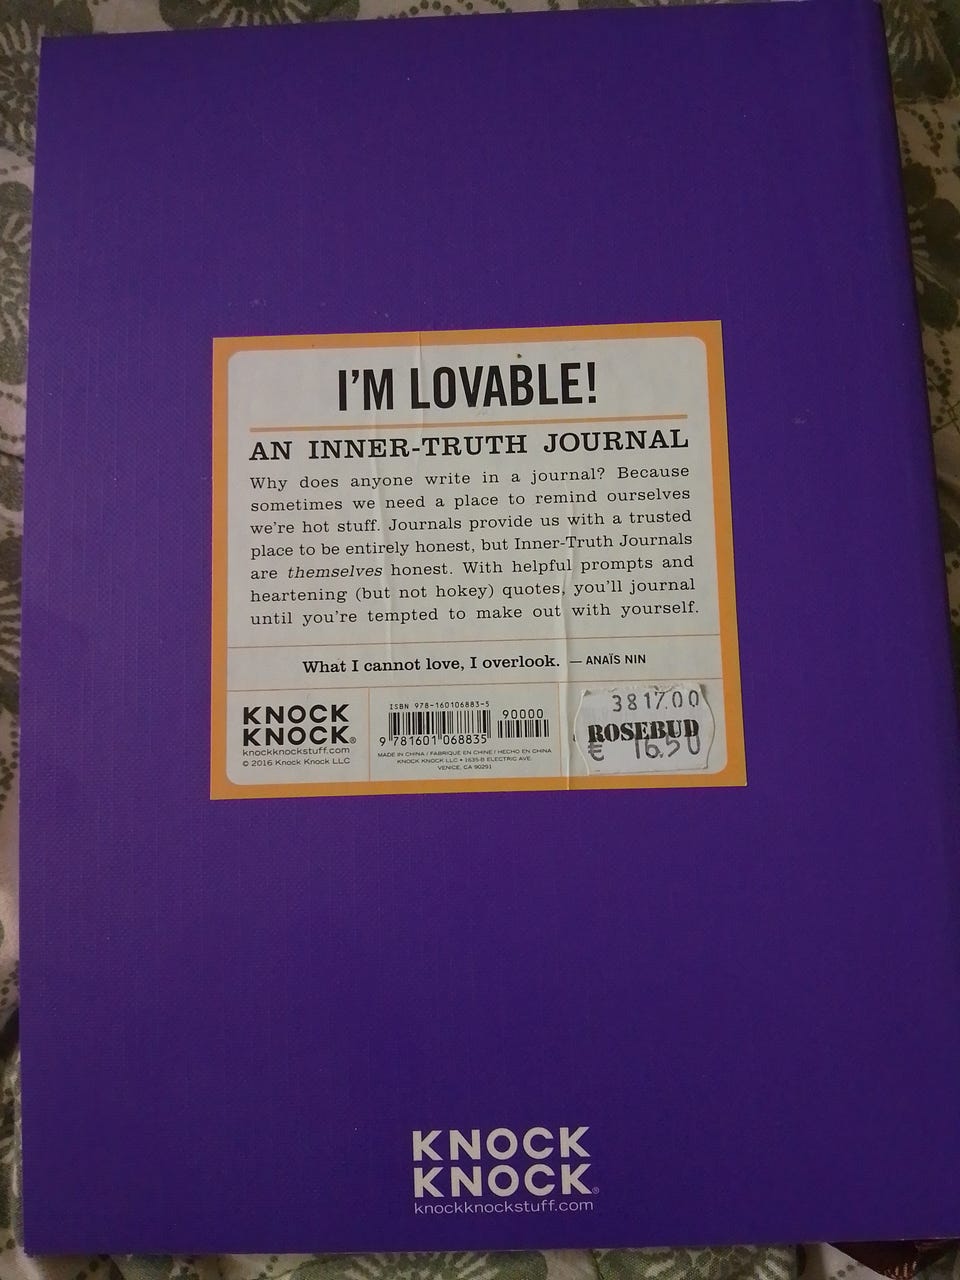 I'M LOVABLE!
AN INNER-TRUTH JOURNAL
Why does anyone write in a journal? Because
sometimes we need a place to remind ourselves
we're hot stuff. Journals provide us with a trusted
place to be entirely honest, but Inner-Truth Journals
are themselves honest. With helpful prompts and
heartening (but not hokey) quotes, you'll journal
until you're tempted to make out with yourself.
What I cannot love, I overlook. — ANAÏS NIN
KNOCK
KNOCK®
knockknockstuff.com
© 2016 Knock Knock LLC
ISBN 978-160106883-5
90000
9 781601 068835
MADE IN CHINA / FABRIQUÉ EN CHINE / HECHO EN CHINA
KNOCK KNOCK LLC • 1635-B ELECTRIC AVE.
VENICE, CA 90291
3817.00
ROSEBUD
€ 16.50
KNOCK
KNOCK®
knockknockstuff.com